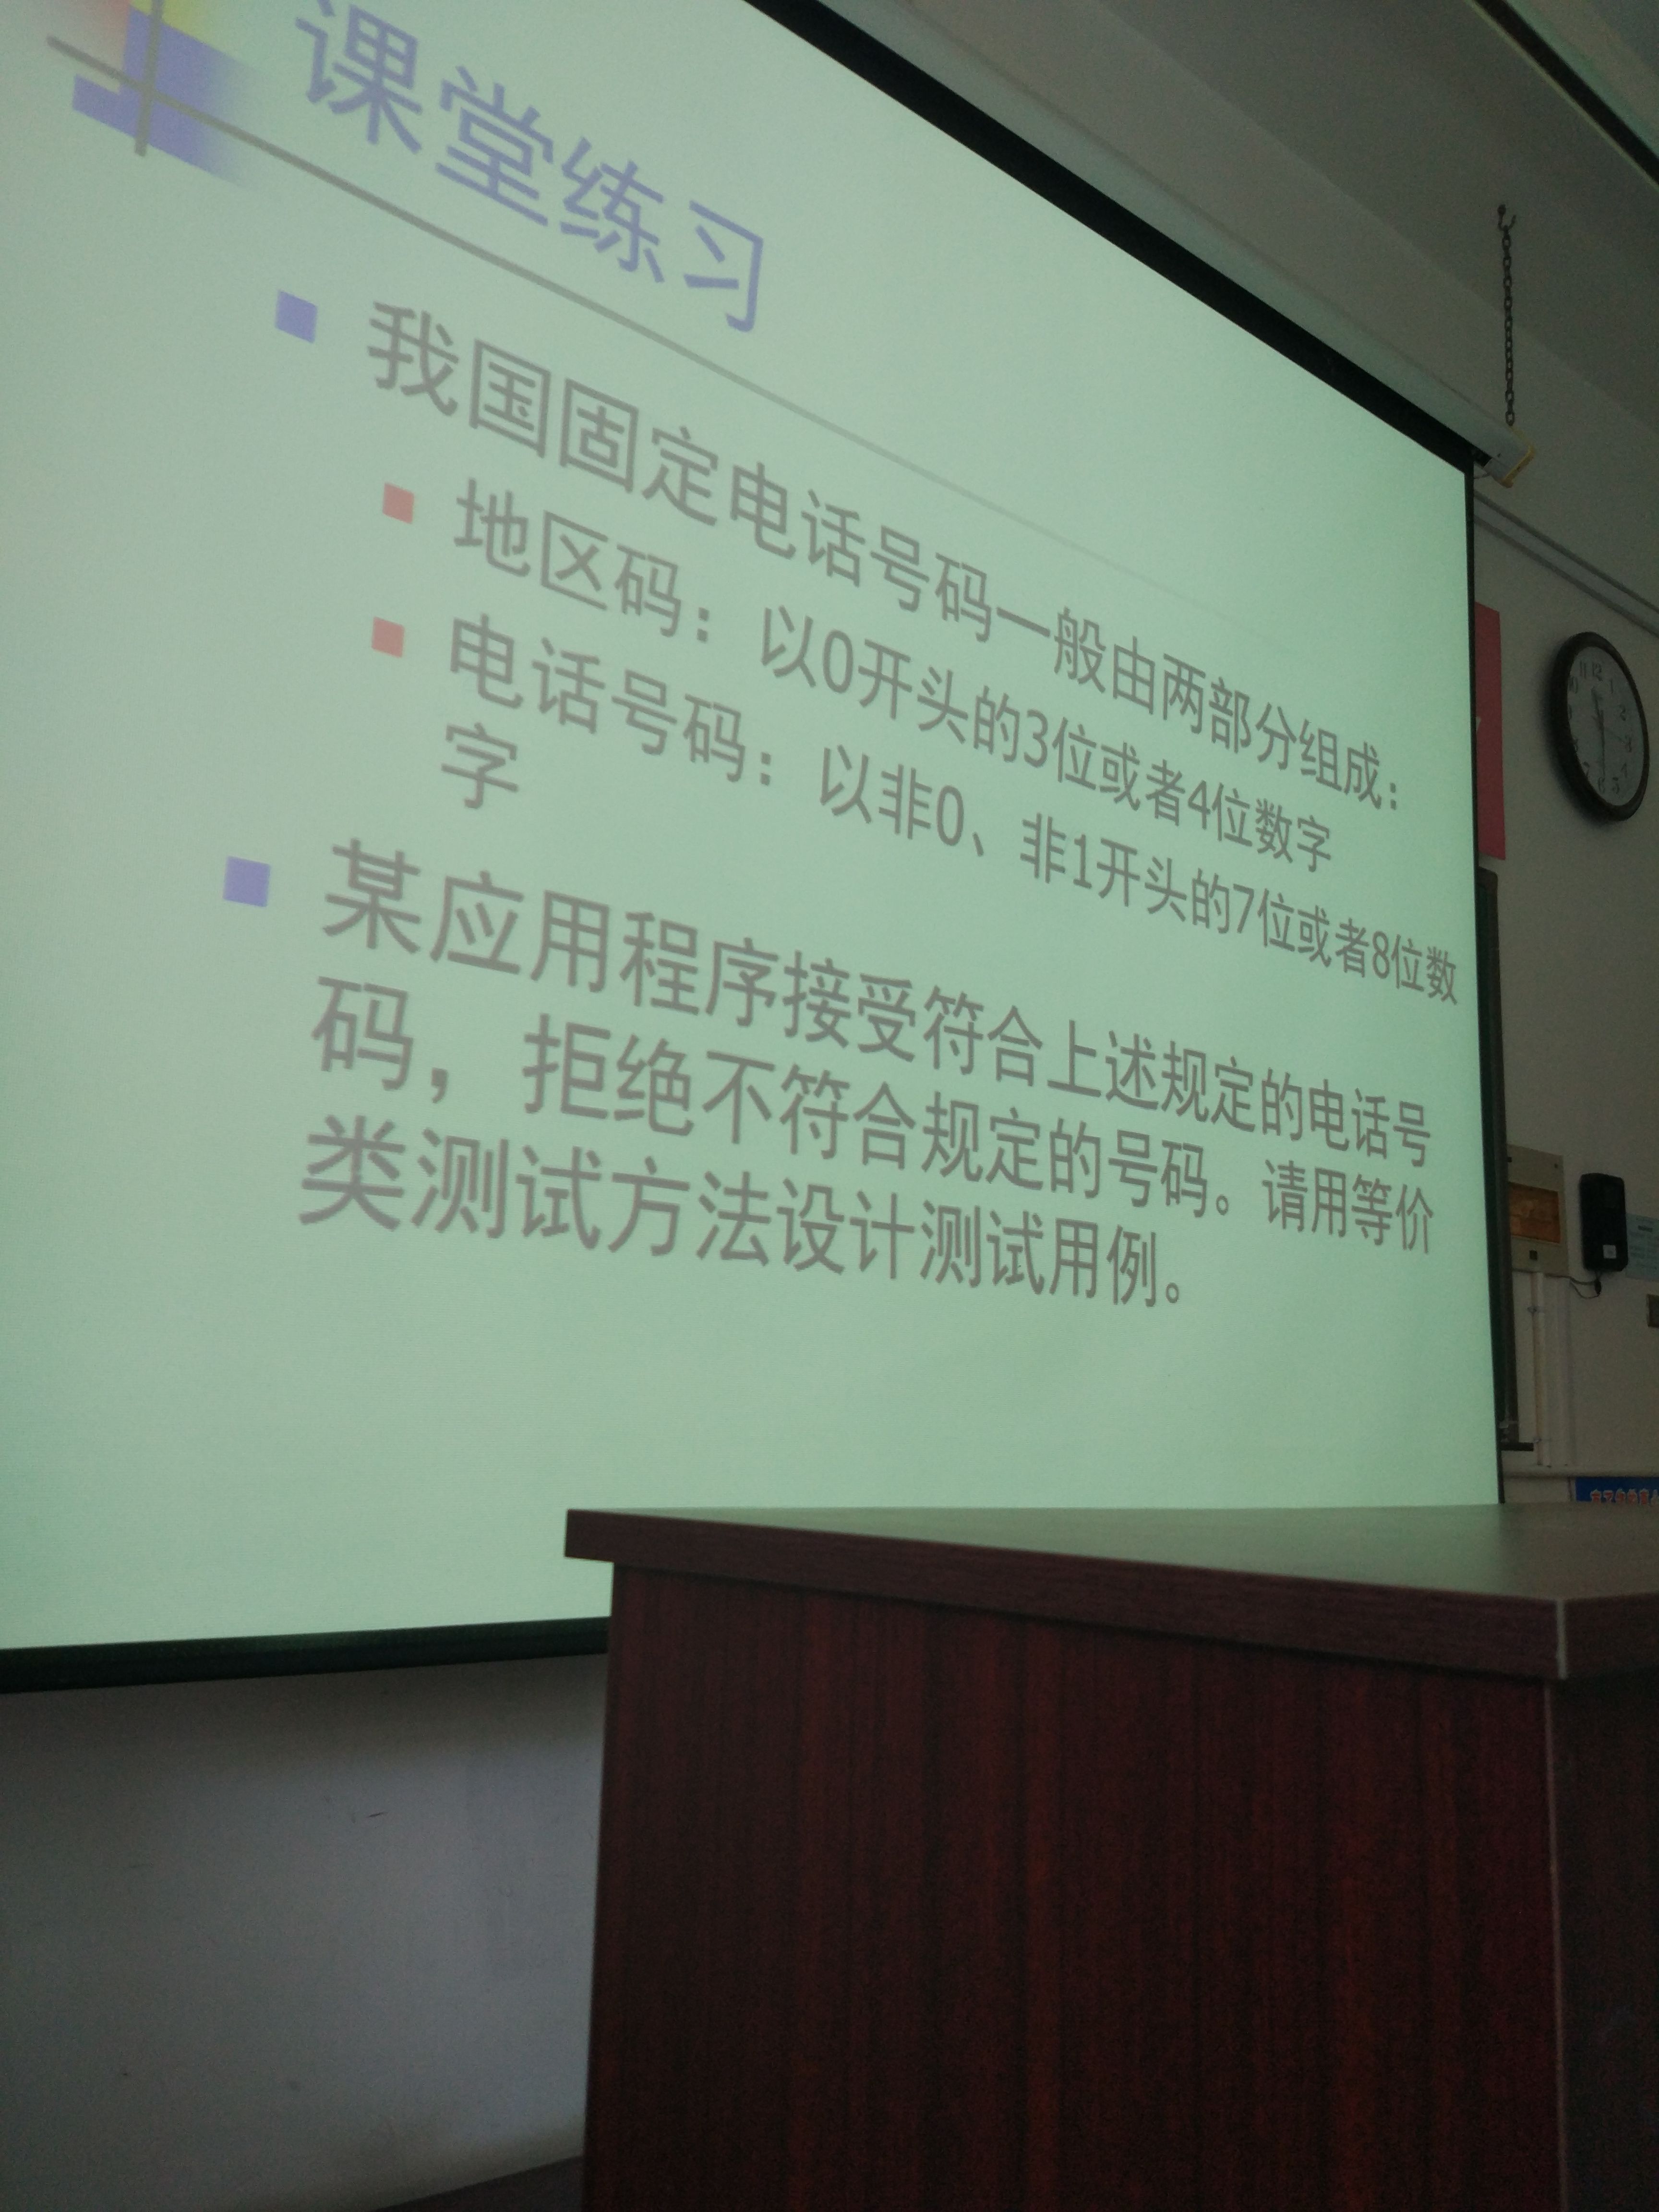 课堂练习
我国固定电话号码一般由两部分组成：
地区码：以0开头的3位或者4位数字
电话号码：以非0、非1开头的7位或者8位数
字
某应用程序接受符合上述规定的电话号
码，拒绝不符合规定的号码。请用等价
类测试方法设计测试用例。